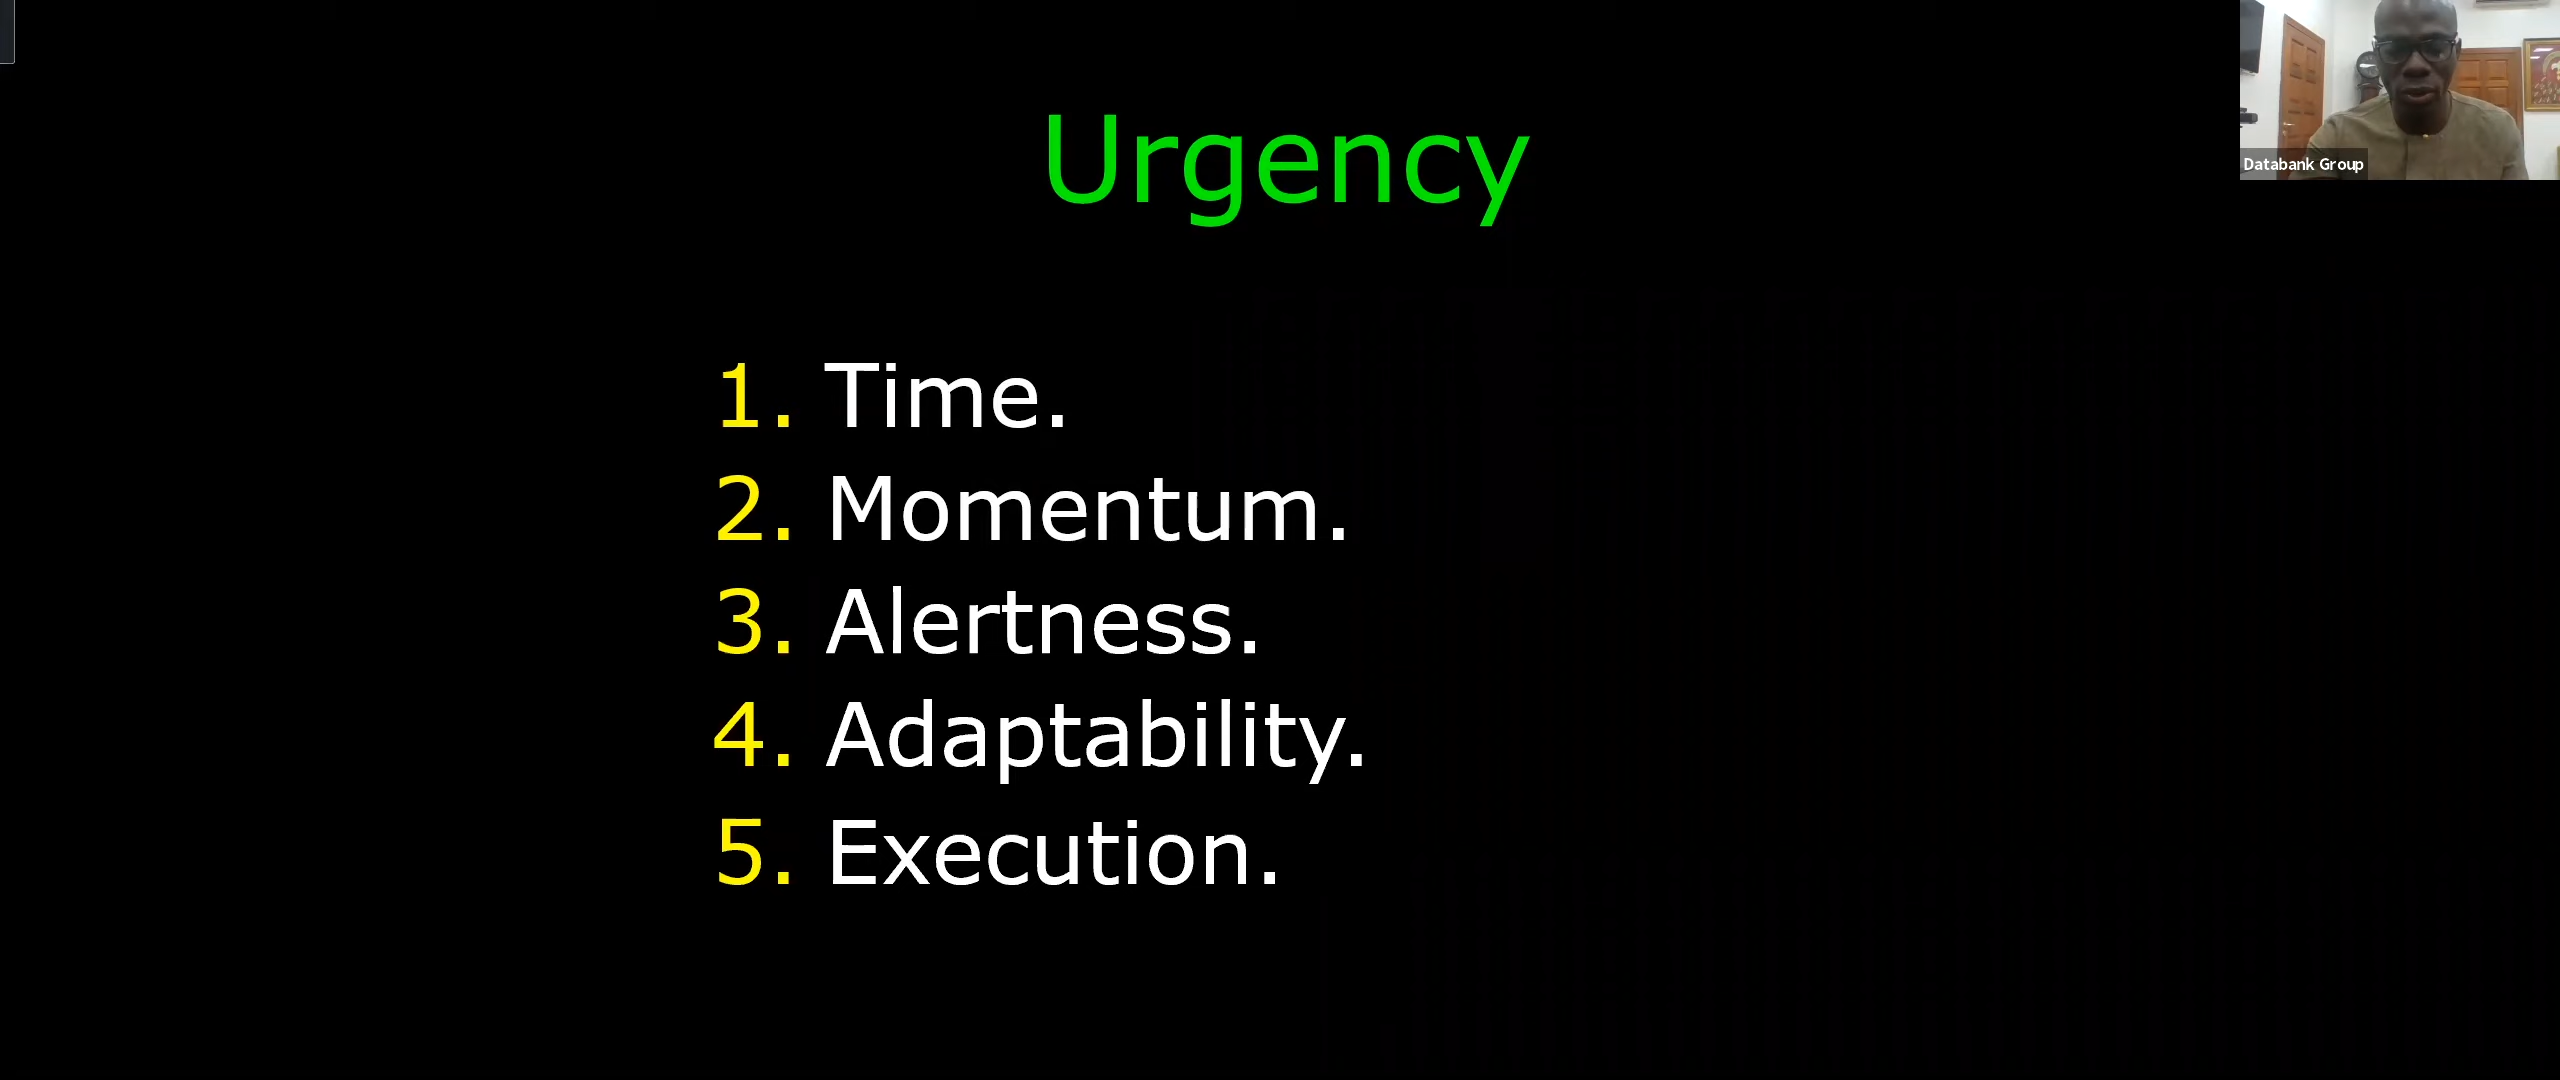 Urgency
1. Time.
2. Momentum.
3. Alertness.
4. Adaptability.
5. Execution.
Databank Group